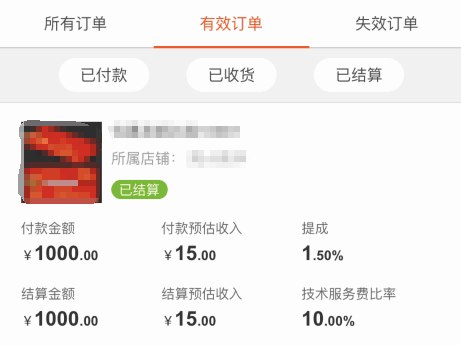 所有订单 有效订单 失效订单
已付款 已收货 已结算
所属店铺：
已结算
付款金额 付款预估收入 提成
￥1000.00 ￥15.00 1.50%
结算金额 结算预估收入 技术服务费比率
￥1000.00 ￥15.00 10.00%